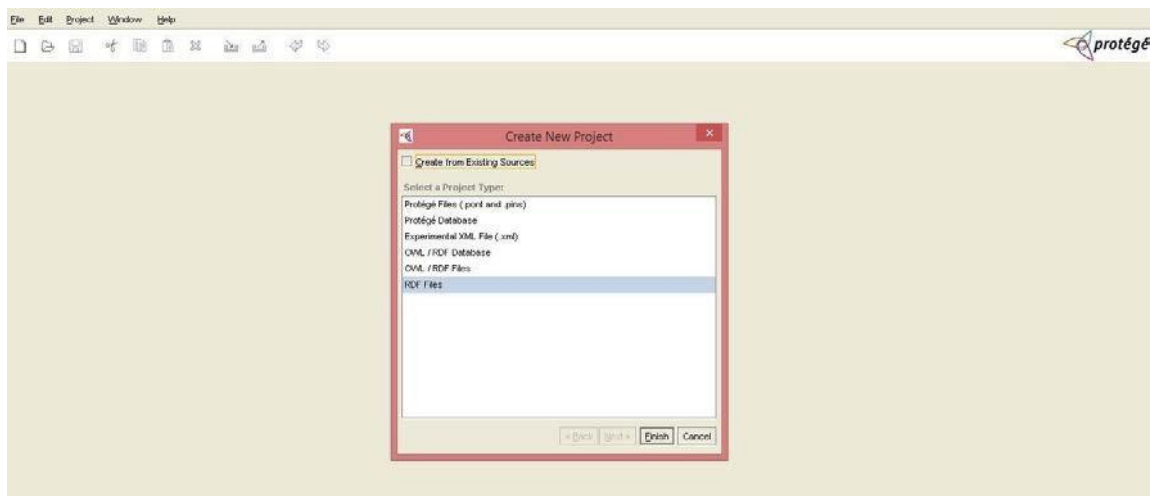 File Edit Project Window Help
protégé
Create New Project
Create from Existing Sources
Select a Project Type:
Protégé Files (.pont and .pins)
Protégé Database
Experimental XML File (.xml)
OWL / RDF Database
OWL / RDF Files
RDF Files
< Back Next > Finish Cancel